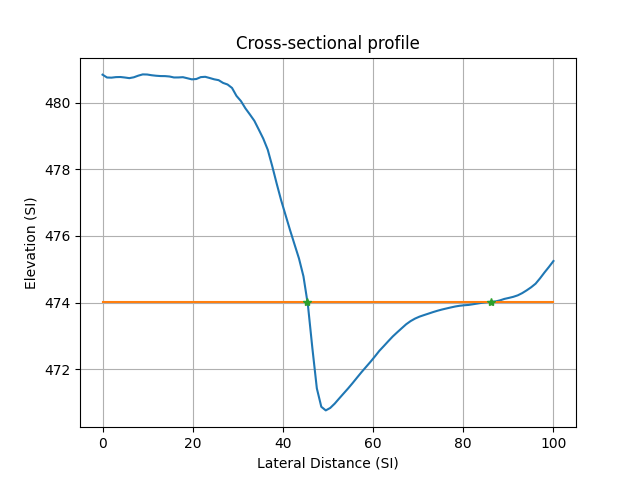 Cross-sectional profile
480
478
476
474
472
Elevation (SI)
0 20 40 60 80 100
Lateral Distance (SI)